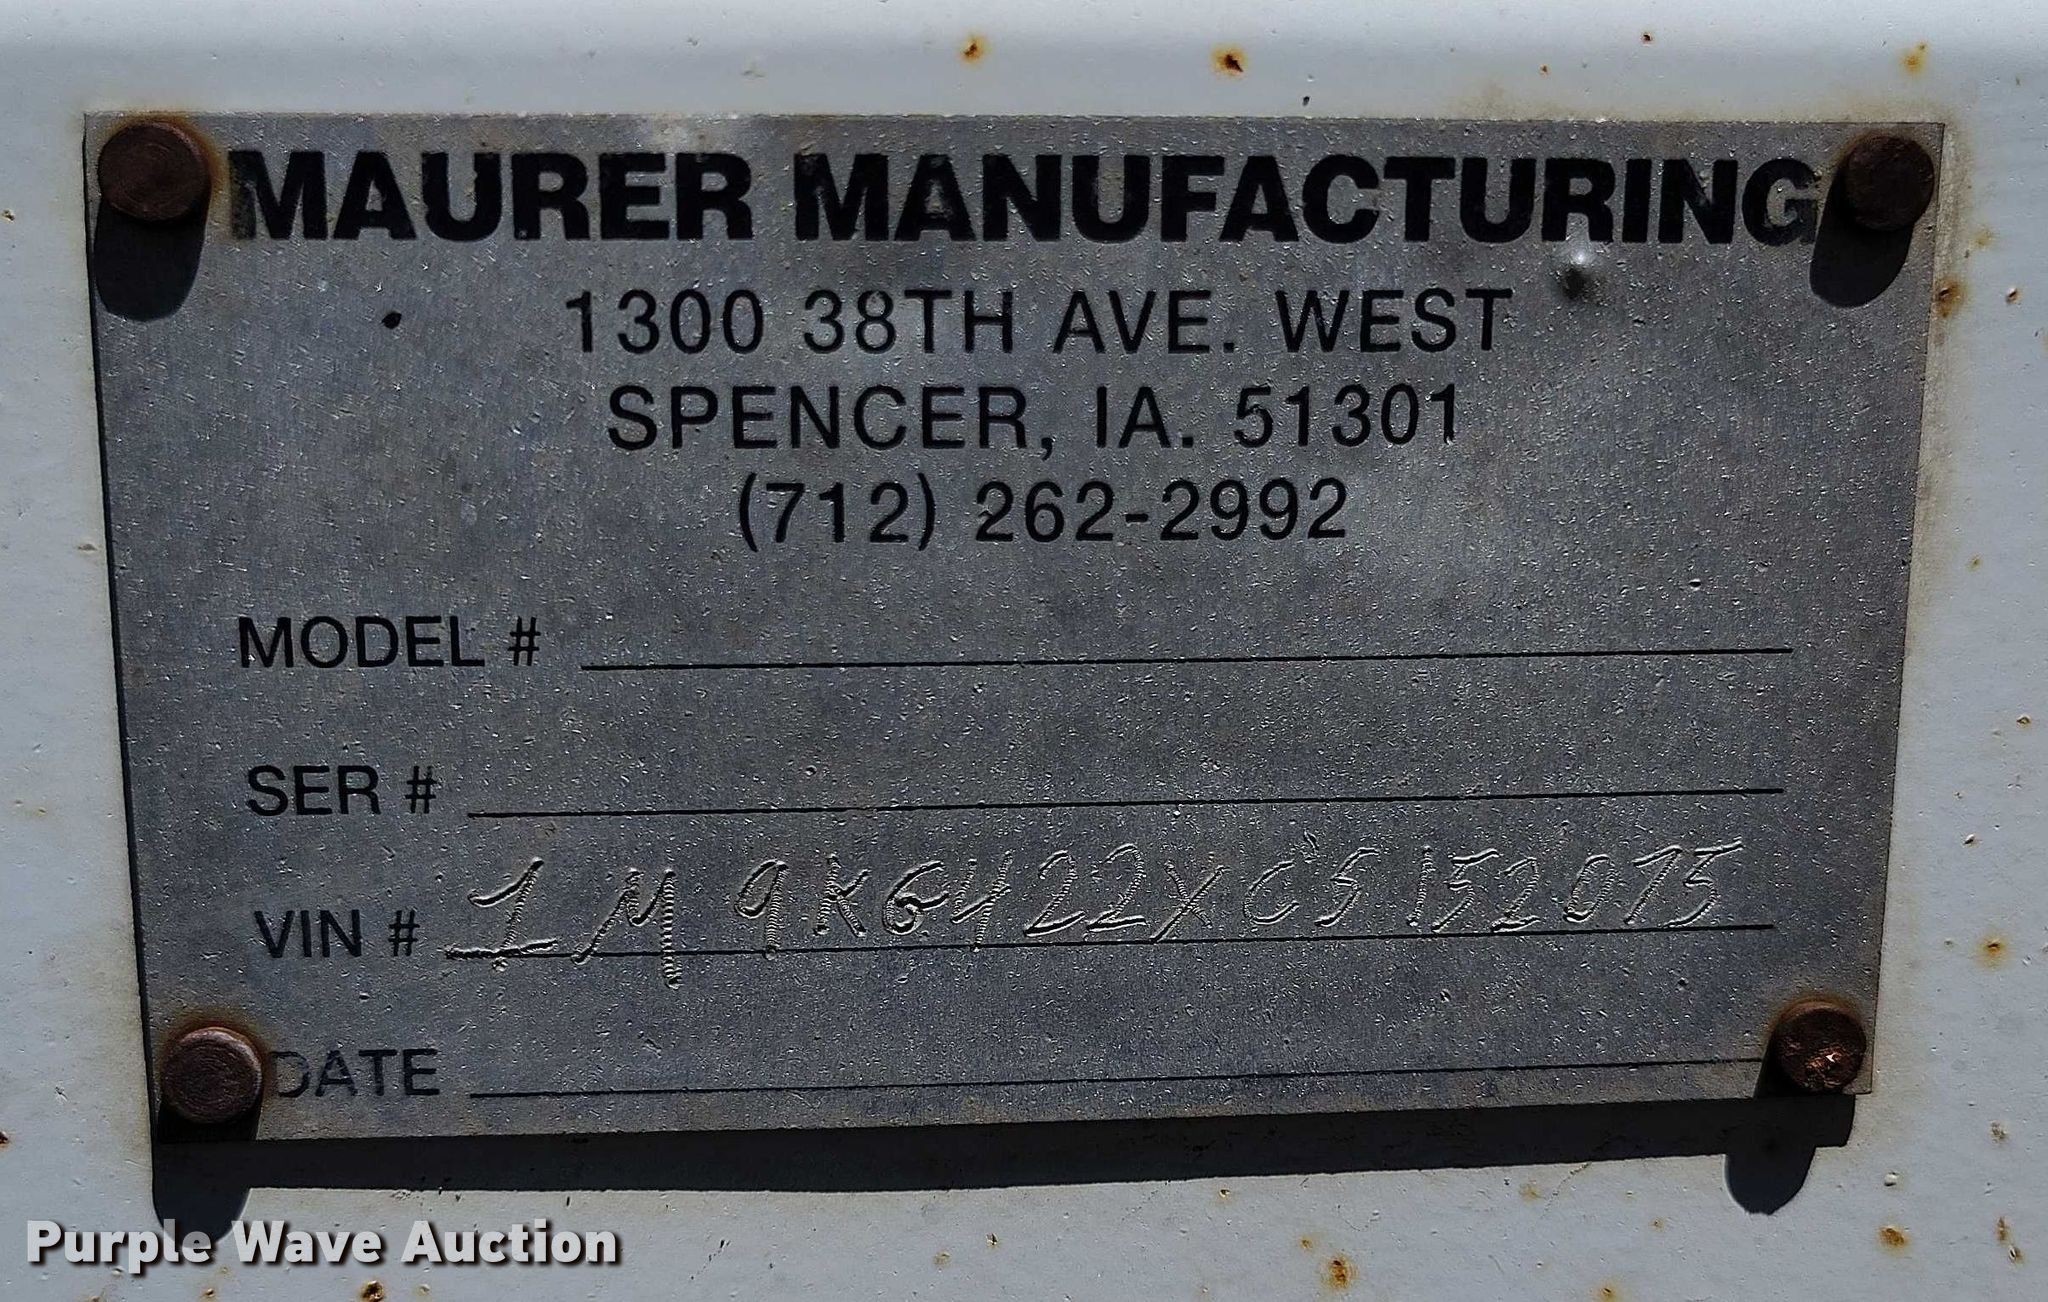 MAURER MANUFACTURING
1300 38TH AVE. WEST
SPENCER, IA. 51301
(712) 262-2992
MODEL #
SER #
VIN # 1M9KG422XCS152075
DATE
Purple Wave Auction